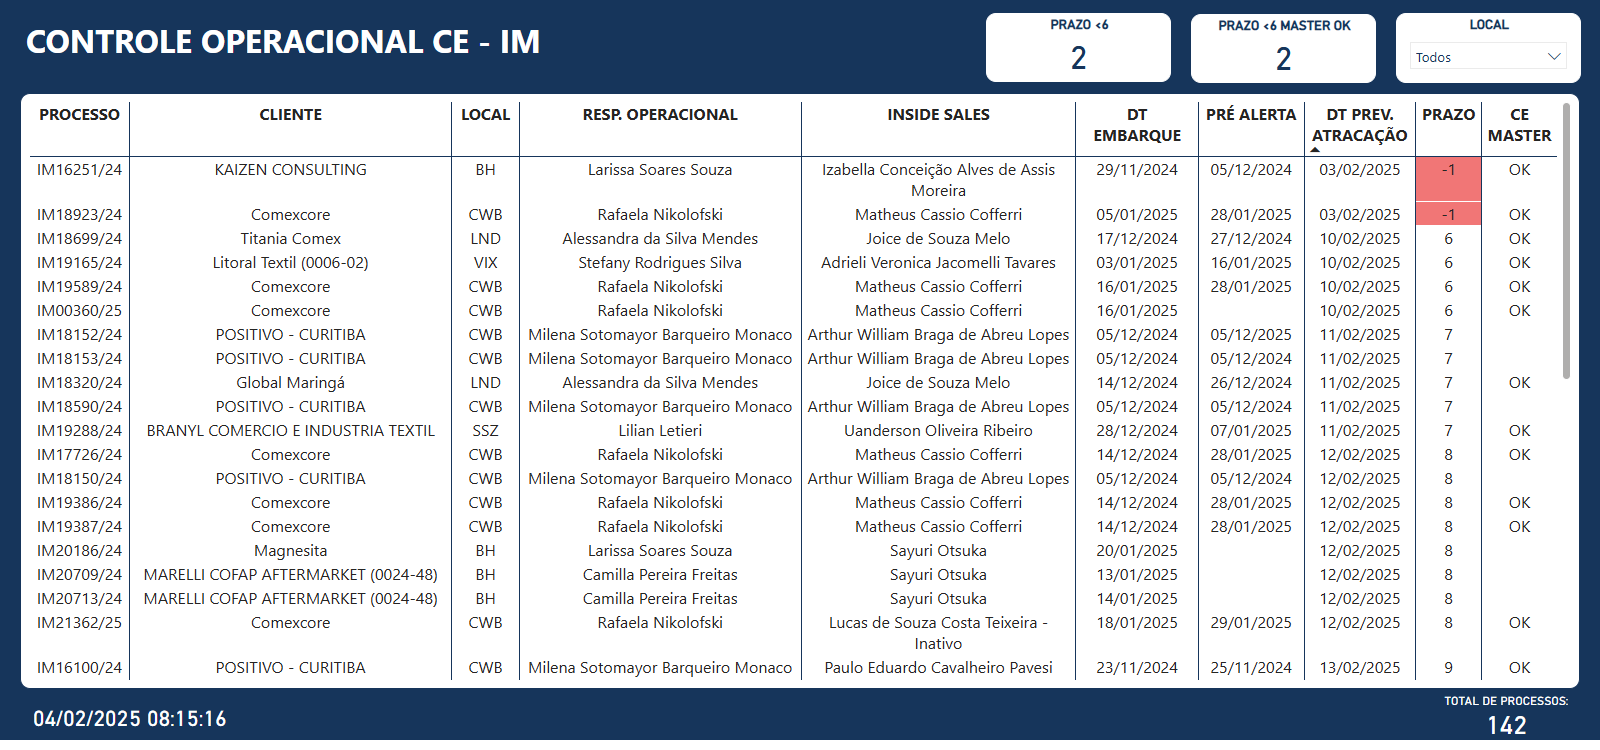 CONTROLE OPERACIONAL CE - IM
PRAZO <6
2
PRAZO <6 MASTER OK
2
LOCAL
Todos
PROCESSO CLIENTE LOCAL RESP. OPERACIONAL INSIDE SALES DT EMBARQUE PRÉ ALERTA DT PREV. ATRACAÇÃO PRAZO CE MASTER
IM16251/24 KAIZEN CONSULTING BH Larissa Soares Souza Izabella Conceição Alves de Assis Moreira 29/11/2024 05/12/2024 03/02/2025 -1 OK
IM18923/24 Comexcore CWB Rafaela Nikolofski Matheus Cassio Cofferri 05/01/2025 28/01/2025 03/02/2025 -1 OK
IM18699/24 Titania Comex LND Alessandra da Silva Mendes Joice de Souza Melo 17/12/2024 27/12/2024 10/02/2025 6 OK
IM19165/24 Litoral Textil (0006-02) VIX Stefany Rodrigues Silva Adrieli Veronica Jacomelli Tavares 03/01/2025 16/01/2025 10/02/2025 6 OK
IM19589/24 Comexcore CWB Rafaela Nikolofski Matheus Cassio Cofferri 16/01/2025 28/01/2025 10/02/2025 6 OK
IM00360/25 Comexcore CWB Rafaela Nikolofski Matheus Cassio Cofferri 16/01/2025 10/02/2025 6 OK
IM18152/24 POSITIVO - CURITIBA CWB Milena Sotomayor Barqueiro Monaco Arthur William Braga de Abreu Lopes 05/12/2024 05/12/2025 11/02/2025 7
IM18153/24 POSITIVO - CURITIBA CWB Milena Sotomayor Barqueiro Monaco Arthur William Braga de Abreu Lopes 05/12/2024 05/12/2024 11/02/2025 7
IM18320/24 Global Maringá LND Alessandra da Silva Mendes Joice de Souza Melo 14/12/2024 26/12/2024 11/02/2025 7 OK
IM18590/24 POSITIVO - CURITIBA CWB Milena Sotomayor Barqueiro Monaco Arthur William Braga de Abreu Lopes 05/12/2024 05/12/2024 11/02/2025 7
IM19288/24 BRANYL COMERCIO E INDUSTRIA TEXTIL SSZ Lilian Letieri Uanderson Oliveira Ribeiro 28/12/2024 07/01/2025 11/02/2025 7 OK
IM17726/24 Comexcore CWB Rafaela Nikolofski Matheus Cassio Cofferri 14/12/2024 28/01/2025 12/02/2025 8 OK
IM18150/24 POSITIVO - CURITIBA CWB Milena Sotomayor Barqueiro Monaco Arthur William Braga de Abreu Lopes 05/12/2024 05/12/2024 12/02/2025 8
IM19386/24 Comexcore CWB Rafaela Nikolofski Matheus Cassio Cofferri 14/12/2024 28/01/2025 12/02/2025 8 OK
IM19387/24 Comexcore CWB Rafaela Nikolofski Matheus Cassio Cofferri 14/12/2024 28/01/2025 12/02/2025 8 OK
IM20186/24 Magnesita BH Larissa Soares Souza Sayuri Otsuka 20/01/2025 12/02/2025 8
IM20709/24 MARELLI COFAP AFTERMARKET (0024-48) BH Camilla Pereira Freitas Sayuri Otsuka 13/01/2025 12/02/2025 8
IM20713/24 MARELLI COFAP AFTERMARKET (0024-48) BH Camilla Pereira Freitas Sayuri Otsuka 14/01/2025 12/02/2025 8
IM21362/25 Comexcore CWB Rafaela Nikolofski Lucas de Souza Costa Teixeira - Inativo 18/01/2025 29/01/2025 12/02/2025 8 OK
IM16100/24 POSITIVO - CURITIBA CWB Milena Sotomayor Barqueiro Monaco Paulo Eduardo Cavalheiro Pavesi 23/11/2024 25/11/2024 13/02/2025 9 OK
04/02/2025 08:15:16
TOTAL DE PROCESSOS:
142